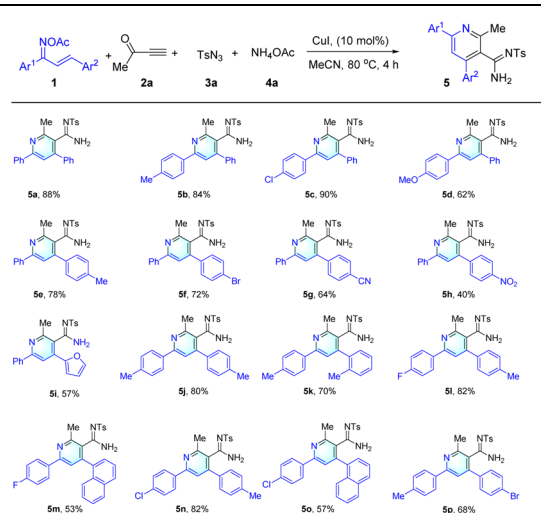 NOAc O
Ar1 Ar2 + Me + TsN3 + NH4OAc CuI, (10 mol%) Ar1 N Me NTs
MeCN, 80 °C, 4 h Ar2 NH2
1 2a 3a 4a 5
Me NTs N NH2 Ph Ph
Me NTs N NH2 Ph Me
Me NTs N NH2 Ph Cl
Me NTs N NH2 Ph MeO
5a, 88% 5b, 84% 5c, 90% 5d, 62%
Me NTs N NH2 Ph Me
Me NTs N NH2 Ph Br
Me NTs N NH2 Ph CN
Me NTs N NH2 Ph NO2
5e, 78% 5f, 72% 5g, 64% 5h, 40%
Me NTs N NH2 Ph O
Me NTs N NH2 Me Me
Me NTs N NH2 Me Me
Me NTs N NH2 F Me
5i, 57% 5j, 80% 5k, 70% 5l, 82%
Me NTs N NH2 F
Me NTs N NH2 Cl Me
Me NTs N NH2 Cl
Me NTs N NH2 Me Br
5m, 53% 5n, 82% 5o, 57% 5p, 68%